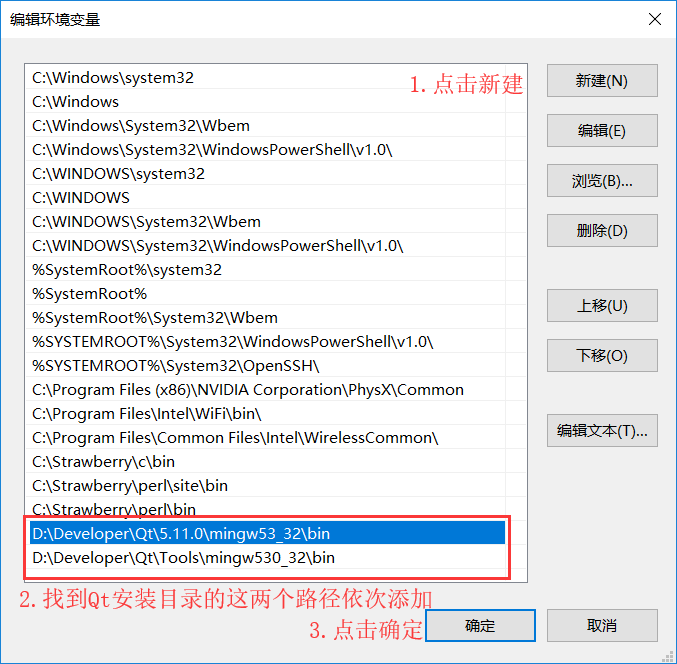 编辑环境变量
C:\Windows\system32
1.点击新建
C:\Windows
C:\Windows\System32\Wbem
C:\Windows\System32\WindowsPowerShell\v1.0\
C:\WINDOWS\system32
C:\WINDOWS
C:\WINDOWS\System32\Wbem
C:\WINDOWS\System32\WindowsPowerShell\v1.0\
%SystemRoot%\system32
%SystemRoot%
%SystemRoot%\System32\Wbem
%SYSTEMROOT%\System32\WindowsPowerShell\v1.0\
%SYSTEMROOT%\System32\OpenSSH\
C:\Program Files (x86)\NVIDIA Corporation\PhysX\Common
C:\Program Files\Intel\WiFi\bin\
C:\Program Files\Common Files\Intel\WirelessCommon\
C:\Strawberry\c\bin
C:\Strawberry\perl\site\bin
C:\Strawberry\perl\bin
D:\Developer\Qt\5.11.0\mingw53_32\bin
D:\Developer\Qt\Tools\mingw530_32\bin
新建(N)
编辑(E)
浏览(B)...
删除(D)
上移(U)
下移(O)
编辑文本(T)...
2.找到Qt安装目录的这两个路径依次添加
3.点击确定
确定
取消